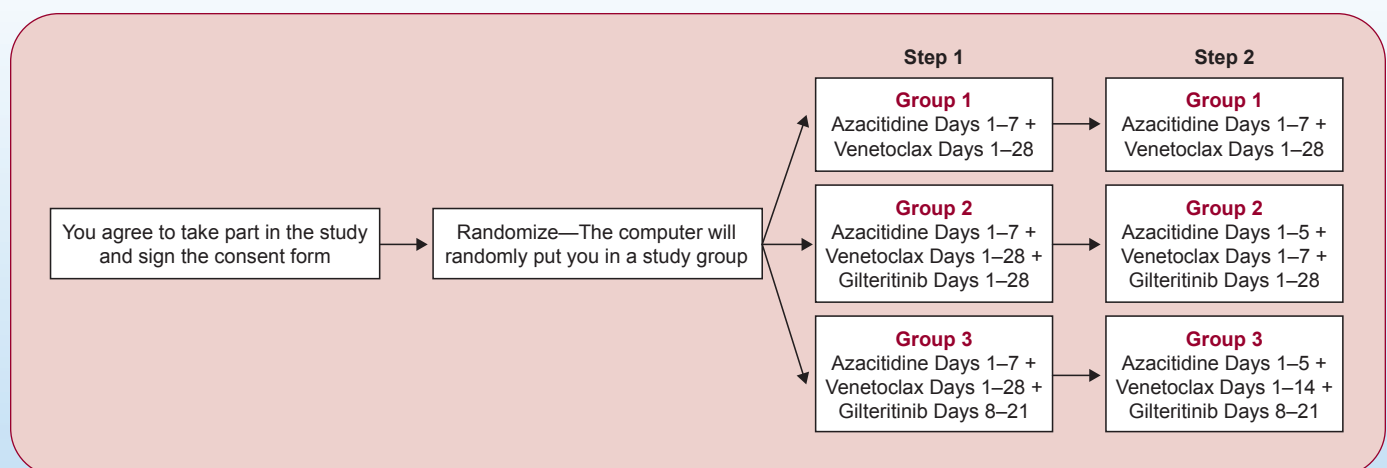 You agree to take part in the study
and sign the consent form
Randomize—The computer will
randomly put you in a study group
Step 1
Group 1
Azacitidine Days 1–7 +
Venetoclax Days 1–28
Group 2
Azacitidine Days 1–7 +
Venetoclax Days 1–28 +
Gilteritinib Days 1–28
Group 3
Azacitidine Days 1–7 +
Venetoclax Days 1–28 +
Gilteritinib Days 8–21
Step 2
Group 1
Azacitidine Days 1–7 +
Venetoclax Days 1–28
Group 2
Azacitidine Days 1–5 +
Venetoclax Days 1–7 +
Gilteritinib Days 1–28
Group 3
Azacitidine Days 1–5 +
Venetoclax Days 1–14 +
Gilteritinib Days 8–21